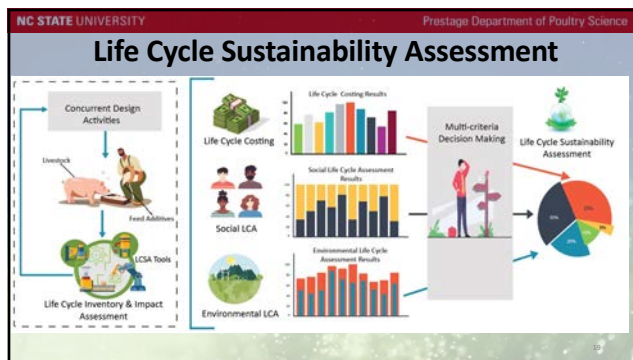 NC STATE UNIVERSITY
Prestage Department of Poultry Science
Life Cycle Sustainability Assessment
Concurrent Design
Activities
Livestock
Feed Additives
LCSA Tools
Life Cycle Inventory & Impact
Assessment
Life Cycle Costing
Social LCA
Environmental LCA
Life Cycle Costing Results
Social Life Cycle Assessment
Results
Environmental Life Cycle
Assessment Results
Multi-criteria
Decision Making
Life Cycle Sustainability
Assessment
19